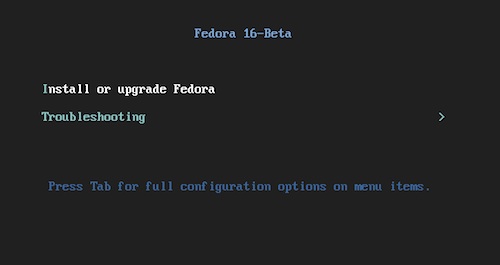 Fedora 16-Beta
Install or upgrade Fedora
Troubleshooting >
Press Tab for full configuration options on menu items.